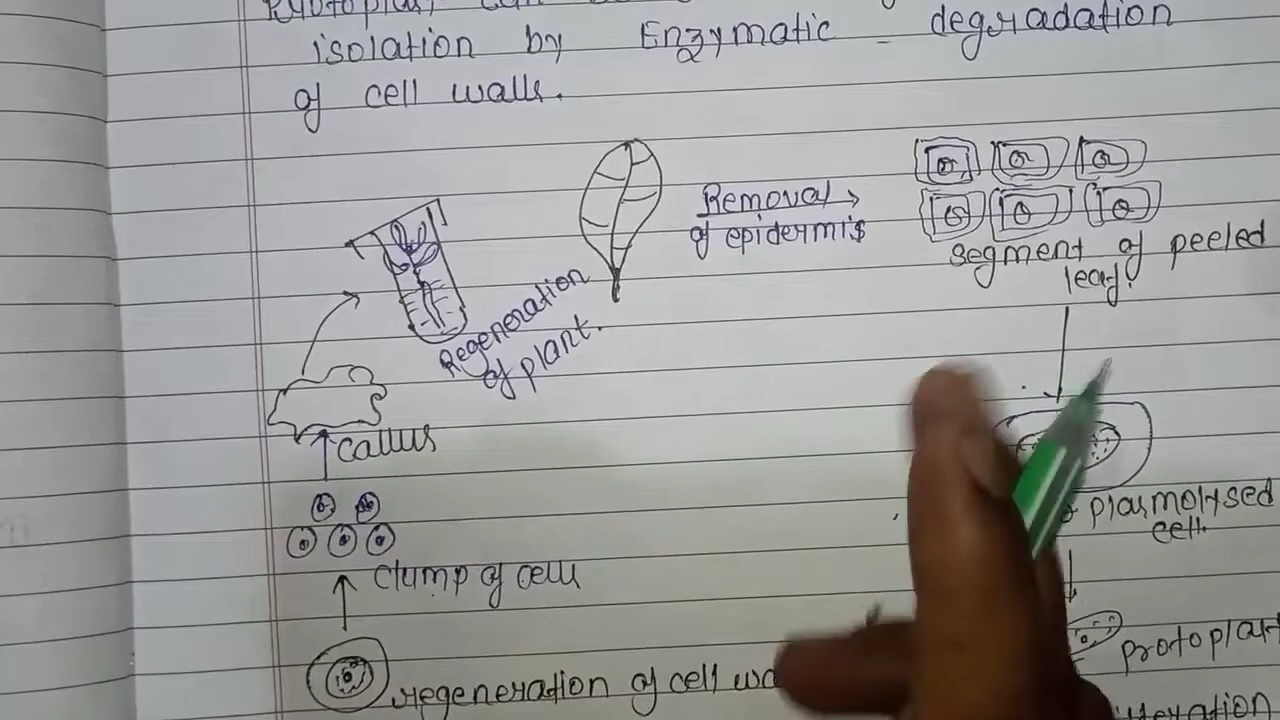 isolation by Enzymatic - degradation
of cell walls.
Removal
of epidermis
segment of peeled
leaf.
Regeneration
of plant.
callus
plasmolysed
cell.
clump of cells
protoplast
regeneration of cell